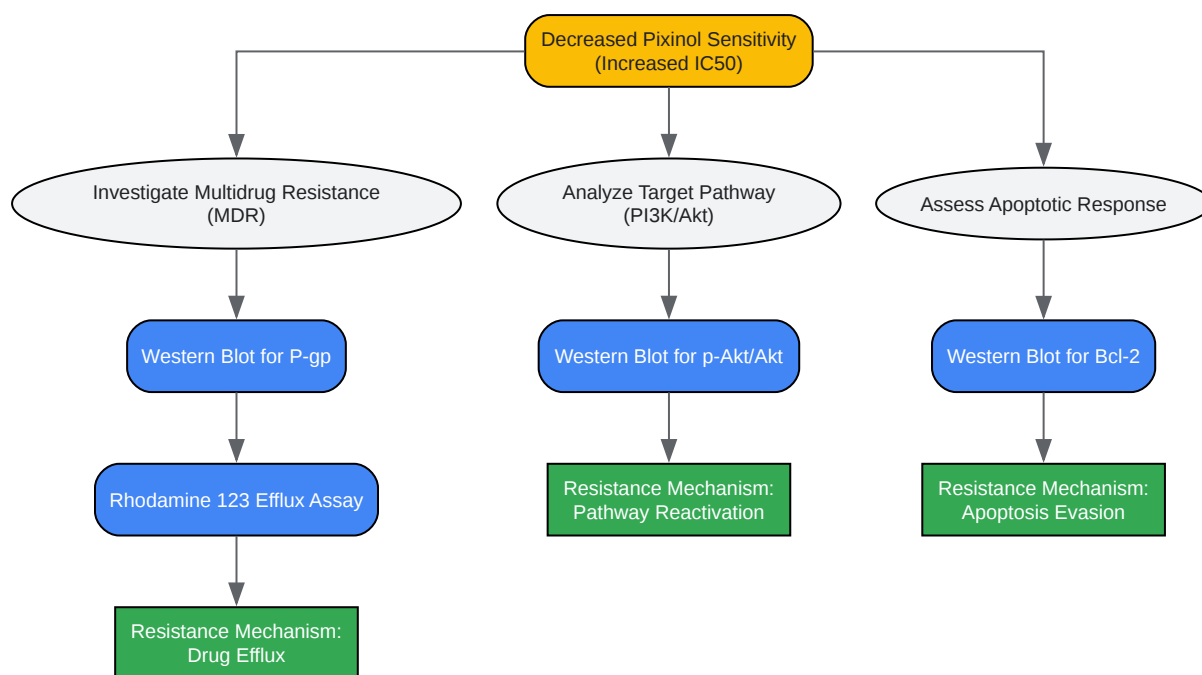 Decreased Pixinol Sensitivity
(Increased IC50)
Investigate Multidrug Resistance
(MDR)
Analyze Target Pathway
(PI3K/Akt)
Assess Apoptotic Response
Western Blot for P-gp
Western Blot for p-Akt/Akt
Western Blot for Bcl-2
Rhodamine 123 Efflux Assay
Resistance Mechanism:
Pathway Reactivation
Resistance Mechanism:
Apoptosis Evasion
Resistance Mechanism:
Drug Efflux